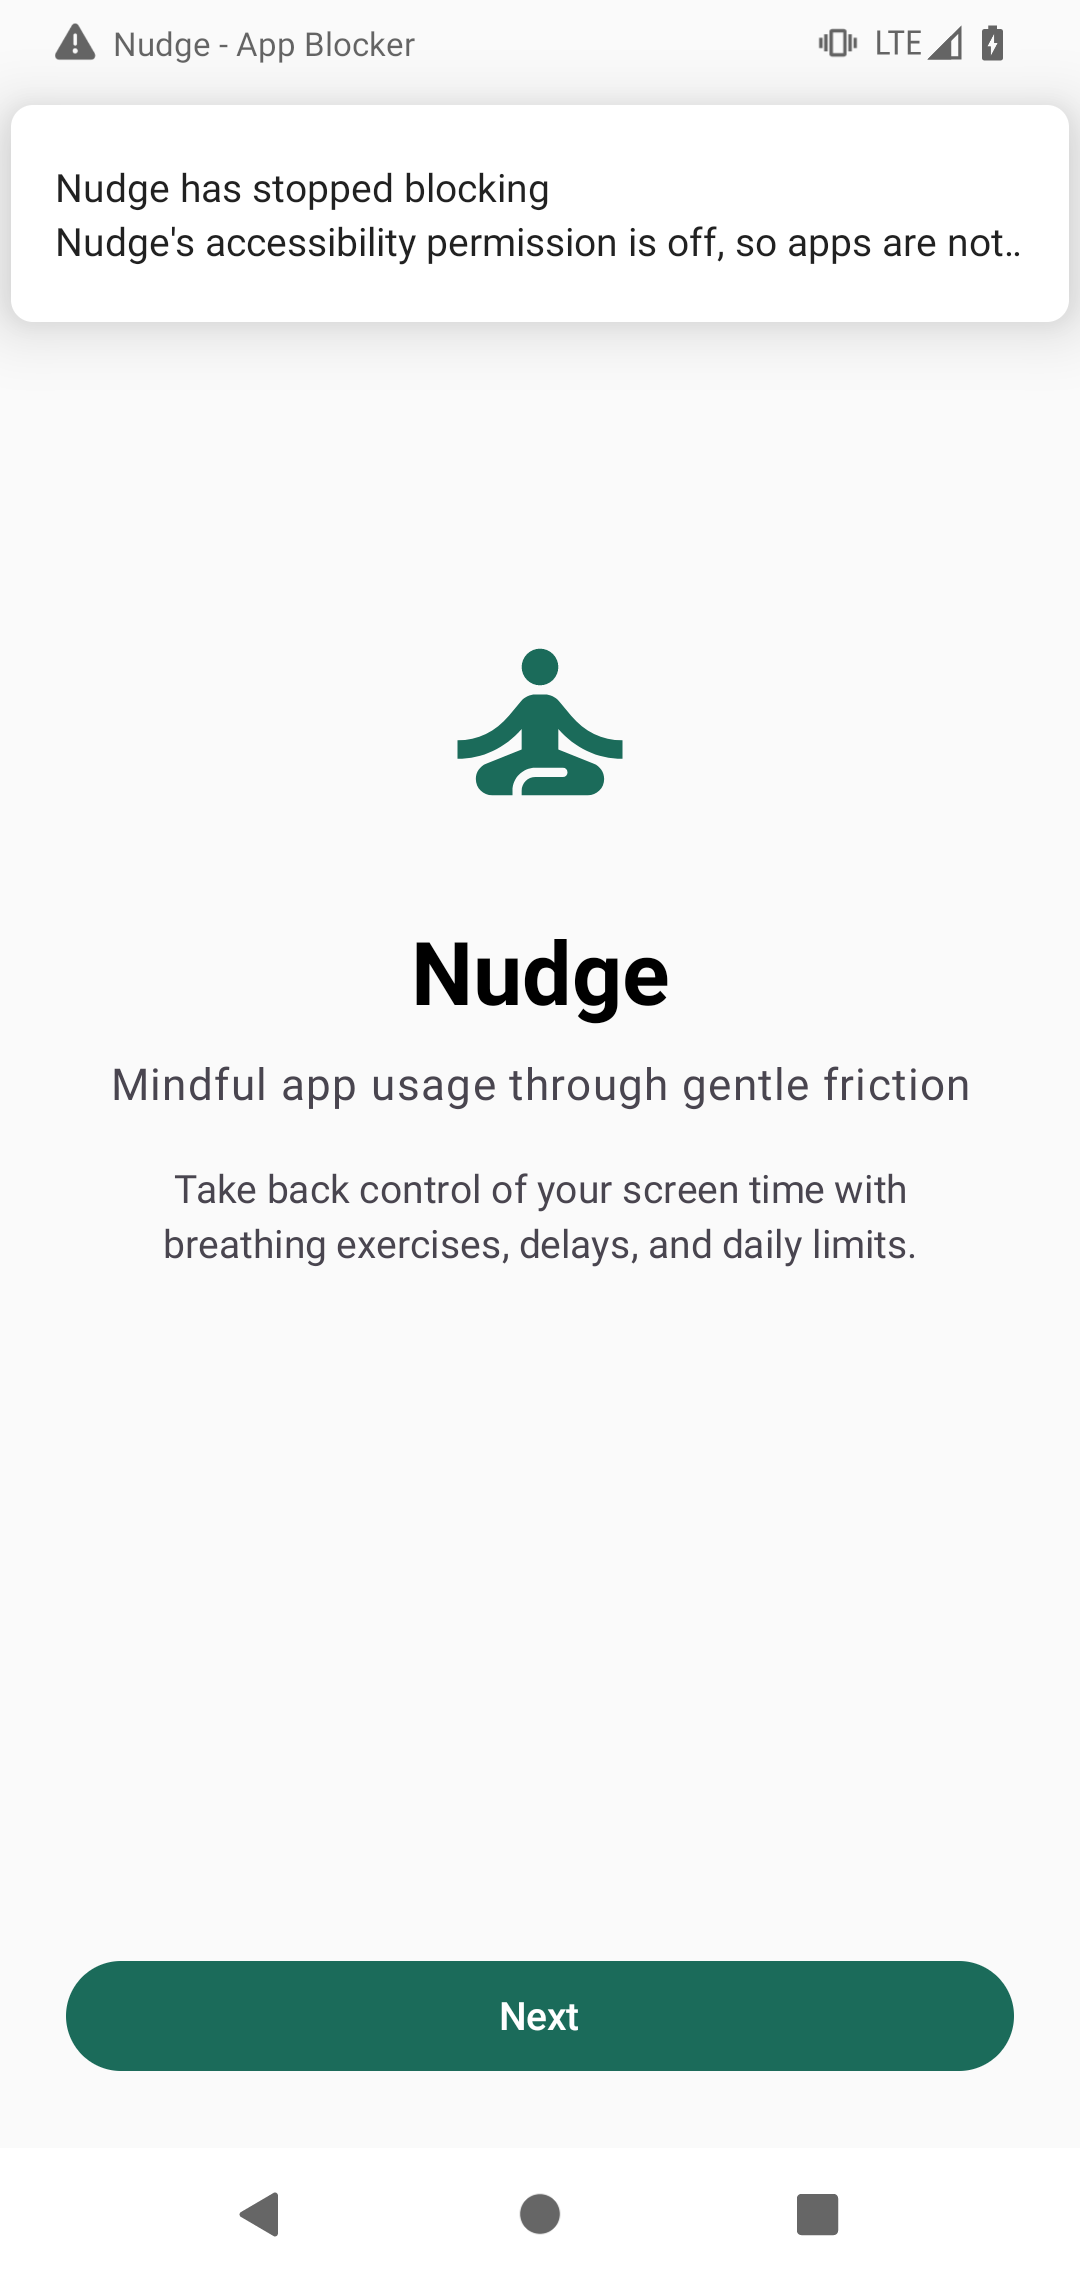 Nudge - App Blocker
LTE
Nudge has stopped blocking
Nudge's accessibility permission is off, so apps are not..
Nudge
Mindful app usage through gentle friction
Take back control of your screen time with
breathing exercises, delays, and daily limits.
Next